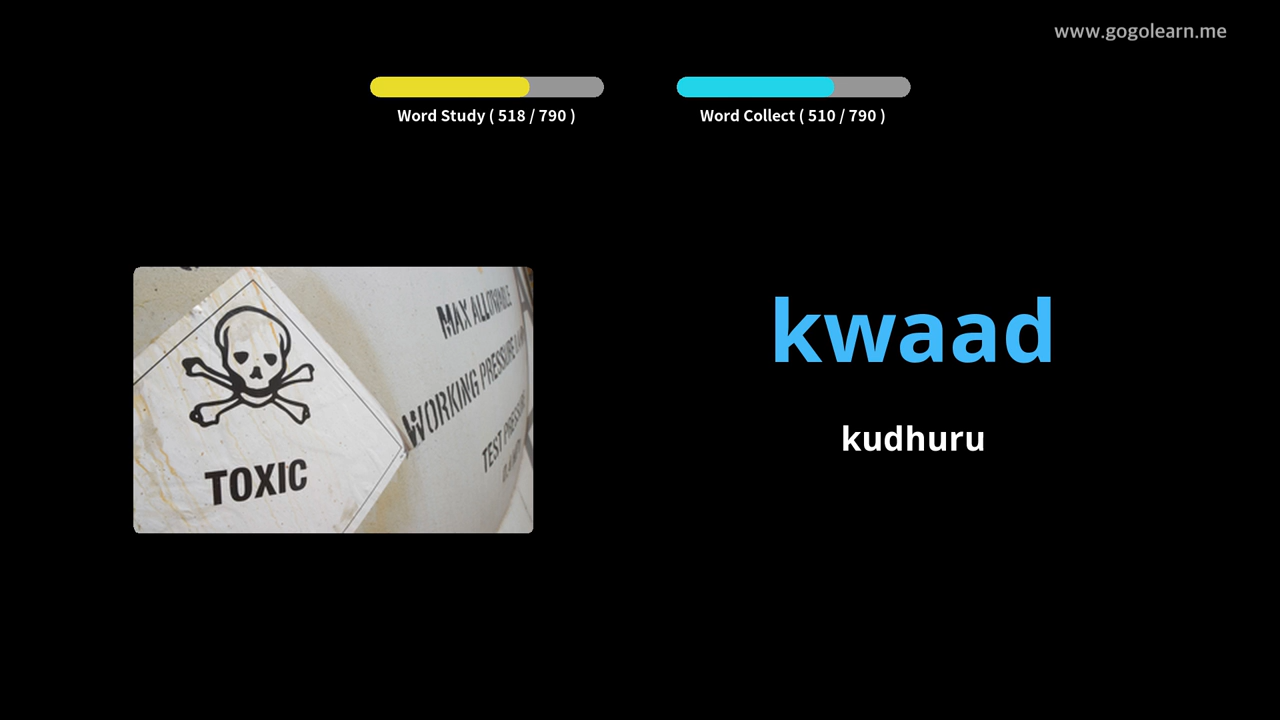 www.gogolearn.me
Word Study ( 518 / 790 )
Word Collect ( 510 / 790 )
MAX ALLOWABLE
WORKING PRESSURE
TEST PRESSURE
TOXIC
kwaad
kudhuru